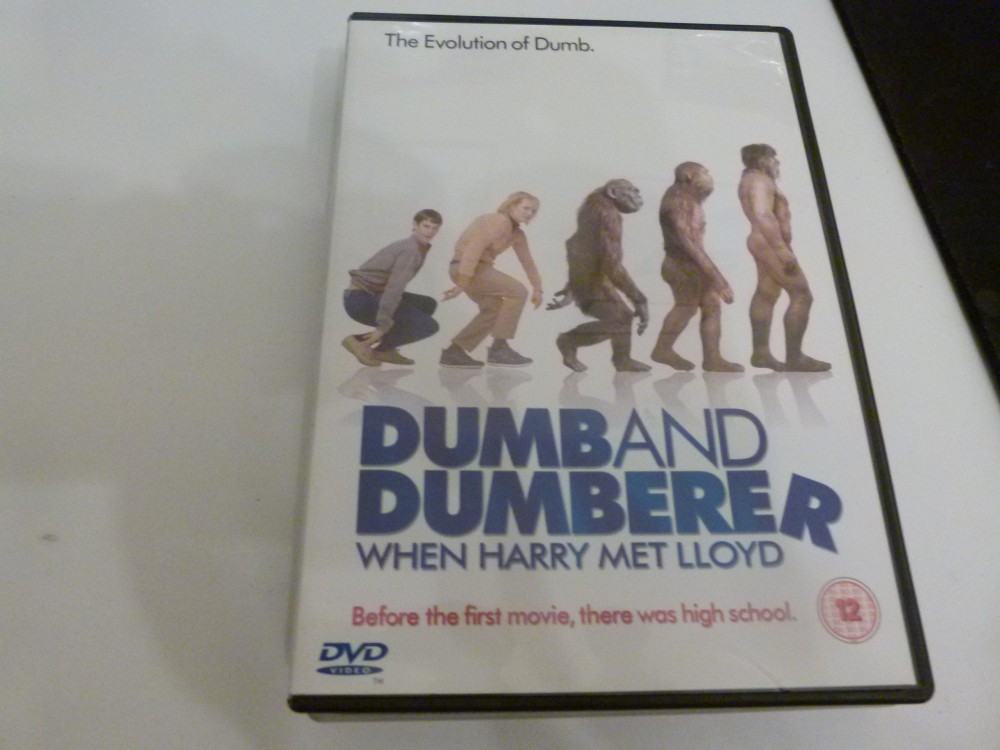 The Evolution of Dumb.
DUMBAND
DUMBERER
WHEN HARRY MET LLOYD
Before the first movie, there was high school.
12
DVD
VIDEO
TM